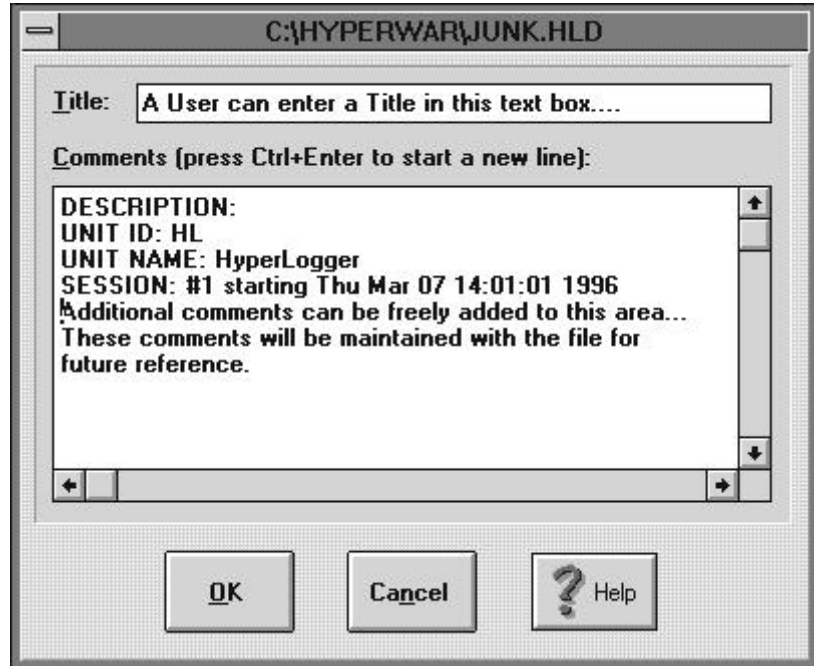 C:\HYPERWAR\JUNK.HLD
Title: A User can enter a Title in this text box....
Comments (press Ctrl+Enter to start a new line):
DESCRIPTION:
UNIT ID: HL
UNIT NAME: HyperLogger
SESSION: #1 starting Thu Mar 07 14:01:01 1996
Additional comments can be freely added to this area...
These comments will be maintained with the file for
future reference.
OK Cancel ? Help